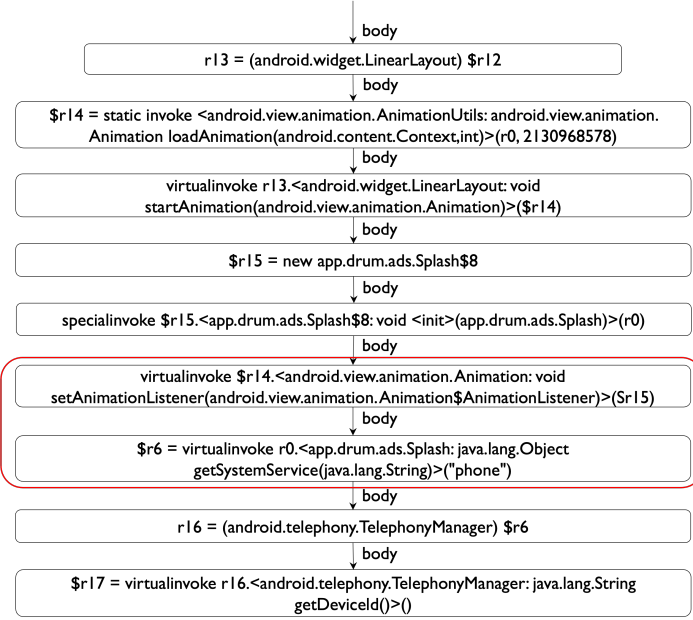 body
r13 = (android.widget.LinearLayout) $r12
body
$r14 = static invoke <android.view.animation.AnimationUtils: android.view.animation.
Animation loadAnimation(android.content.Context,int)>(r0, 2130968578)
body
virtualinvoke r13.<android.widget.LinearLayout: void
startAnimation(android.view.animation.Animation)>($r14)
body
$r15 = new app.drum.ads.Splash$8
body
specialinvoke $r15.<app.drum.ads.Splash$8: void <init>(app.drum.ads.Splash)>(r0)
body
virtualinvoke $r14.<android.view.animation.Animation: void
setAnimationListener(android.view.animation.Animation$AnimationListener)>(Sr15)
body
$r6 = virtualinvoke r0.<app.drum.ads.Splash: java.lang.Object
getSystemService(java.lang.String)>("phone")
body
r16 = (android.telephony.TelephonyManager) $r6
body
$r17 = virtualinvoke r16.<android.telephony.TelephonyManager: java.lang.String
getDeviceId()>()